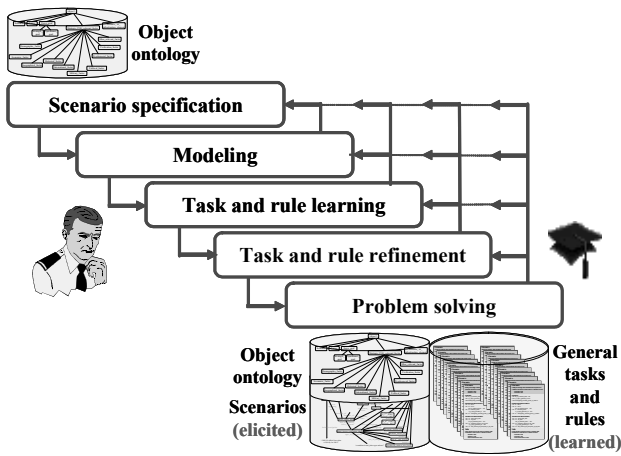 Object
ontology
Scenario specification
Modeling
Task and rule learning
Task and rule refinement
Problem solving
Object
ontology
Scenarios
(elicited)
General
tasks
and
rules
(learned)